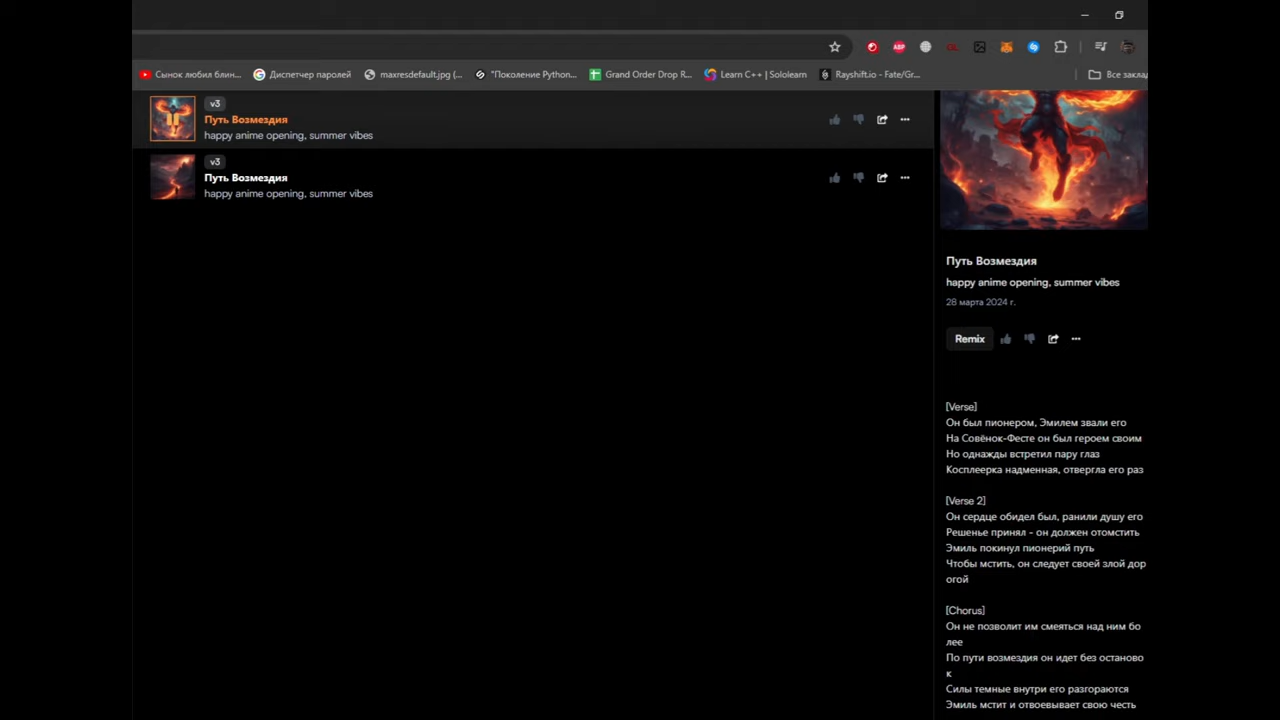 ABP
Сынок любил блин...
Диспетчер паролей
maxresdefault.jpg (...
"Поколение Python...
Grand Order Drop R...
Learn C++ | Sololearn
Rayshift.io - Fate/Gr...
Все заклад
v3
Путь Возмездия
happy anime opening, summer vibes
v3
Путь Возмездия
happy anime opening, summer vibes
Путь Возмездия
happy anime opening, summer vibes
28 марта 2024 г.
Remix
[Verse]
Он был пионером, Эмилем звали его
На Совёнок-Фесте он был героем своим
Но однажды встретил пару глаз
Косплеерка надменная, отвергла его раз
[Verse 2]
Он сердце обидел был, ранили душу его
Решенье принял - он должен отомстить
Эмиль покинул пионерий путь
Чтобы мстить, он следует своей злой дор
огой
[Chorus]
Он не позволит им смеяться над ним бо
лее
По пути возмездия он идет без останово
к
Силы темные внутри его разгораются
Эмиль мстит и отвоевывает свою честь